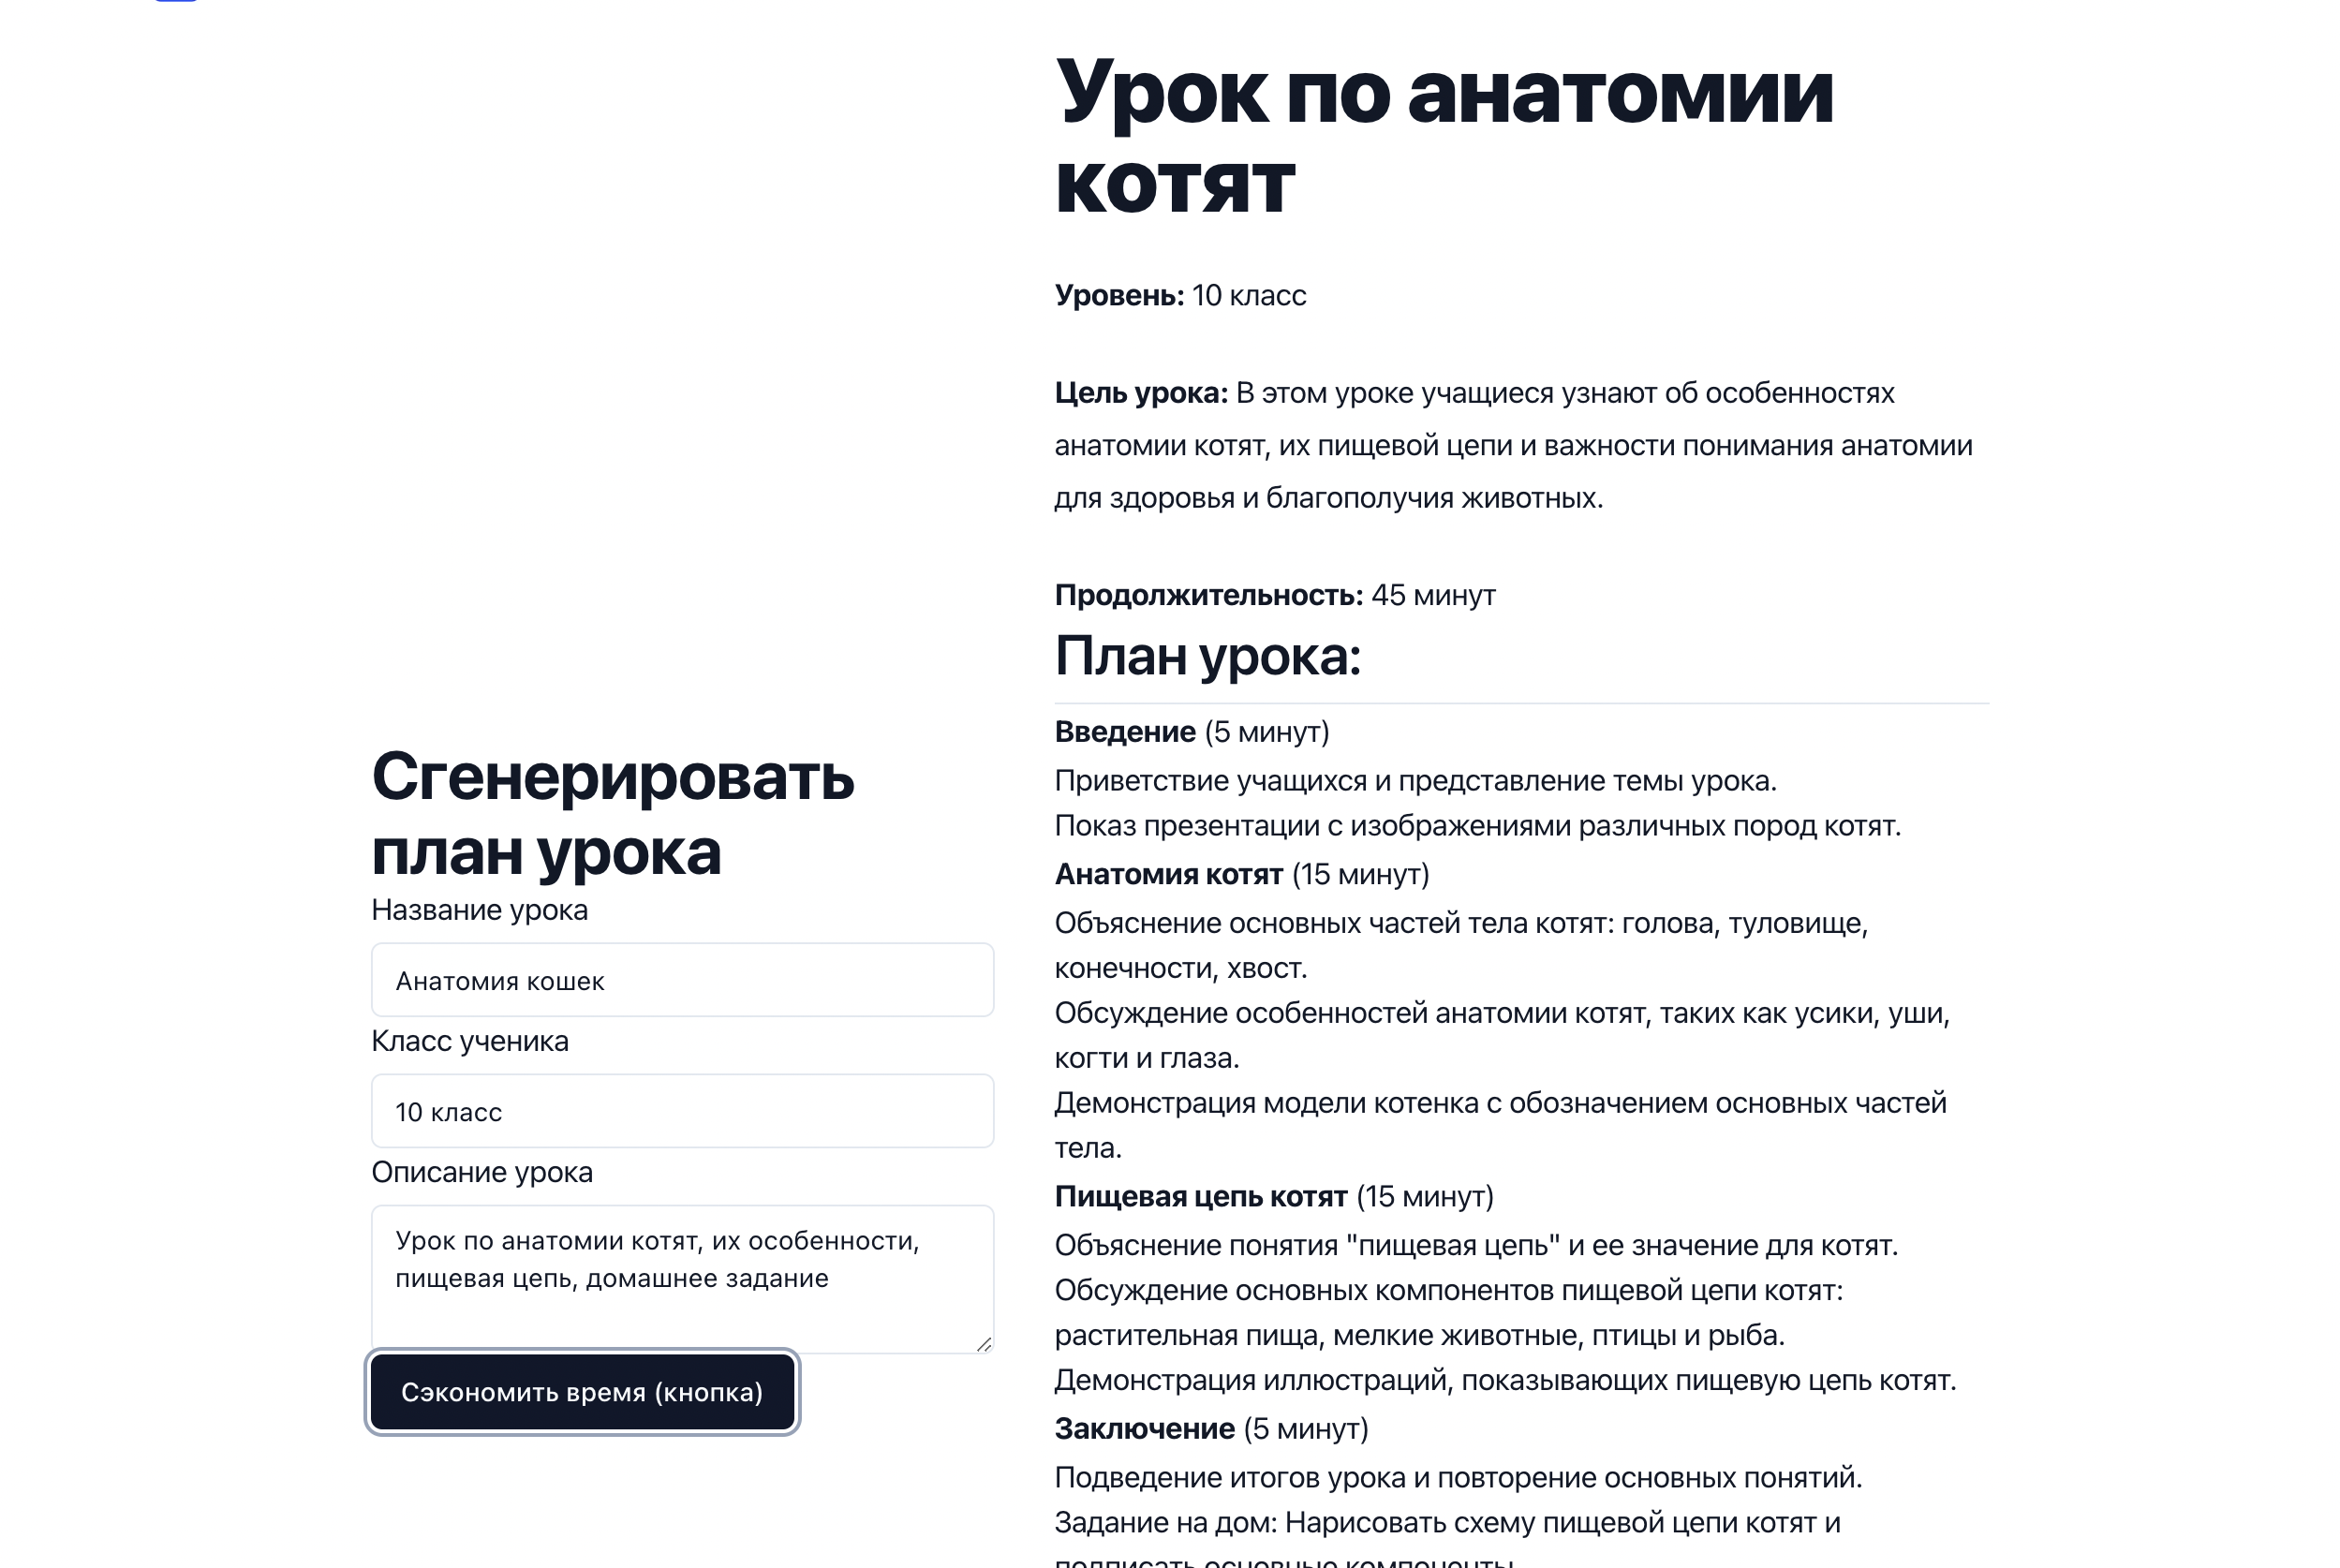 Сгенерировать
план урока
Название урока
Анатомия кошек
Класс ученика
10 класс
Описание урока
Урок по анатомии котят, их особенности,
пищевая цепь, домашнее задание
Сэкономить время (кнопка)
Урок по анатомии
котят
Уровень: 10 класс
Цель урока: В этом уроке учащиеся узнают об особенностях
анатомии котят, их пищевой цепи и важности понимания анатомии
для здоровья и благополучия животных.
Продолжительность: 45 минут
План урока:
Введение (5 минут)
Приветствие учащихся и представление темы урока.
Показ презентации с изображениями различных пород котят.
Анатомия котят (15 минут)
Объяснение основных частей тела котят: голова, туловище,
конечности, хвост.
Обсуждение особенностей анатомии котят, таких как усики, уши,
когти и глаза.
Демонстрация модели котенка с обозначением основных частей
тела.
Пищевая цепь котят (15 минут)
Объяснение понятия "пищевая цепь" и ее значение для котят.
Обсуждение основных компонентов пищевой цепи котят:
растительная пища, мелкие животные, птицы и рыба.
Демонстрация иллюстраций, показывающих пищевую цепь котят.
Заключение (5 минут)
Подведение итогов урока и повторение основных понятий.
Задание на дом: Нарисовать схему пищевой цепи котят и
подписать основные компоненты.